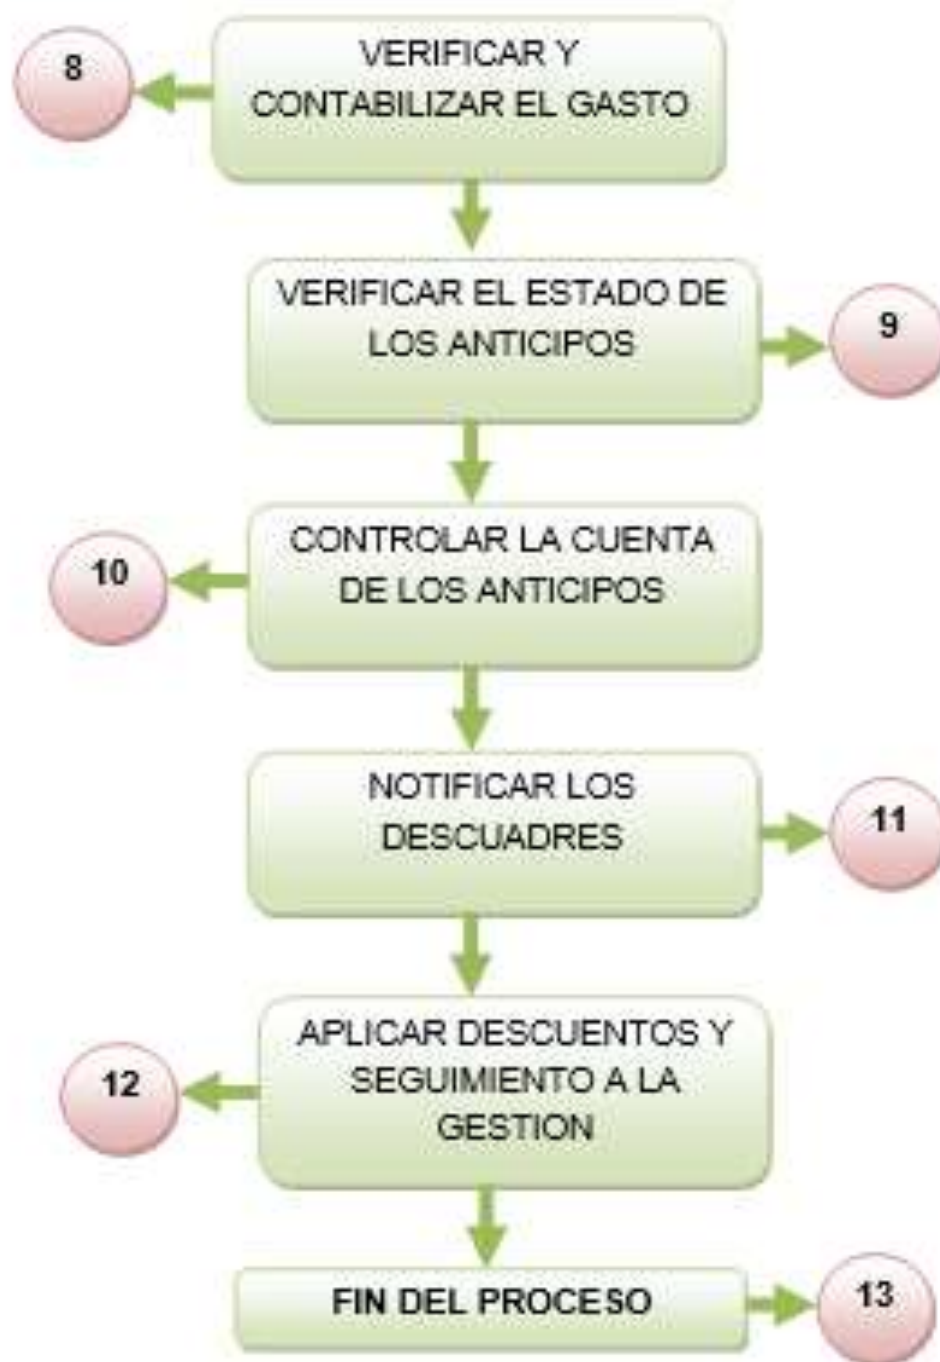 8
VERIFICAR Y
CONTABILIZAR EL GASTO
VERIFICAR EL ESTADO DE
LOS ANTICIPOS
9
10
CONTROLAR LA CUENTA
DE LOS ANTICIPOS
NOTIFICAR LOS
DESCUADRES
11
12
APLICAR DESCUENTOS Y
SEGUIMIENTO A LA
GESTION
FIN DEL PROCESO
13